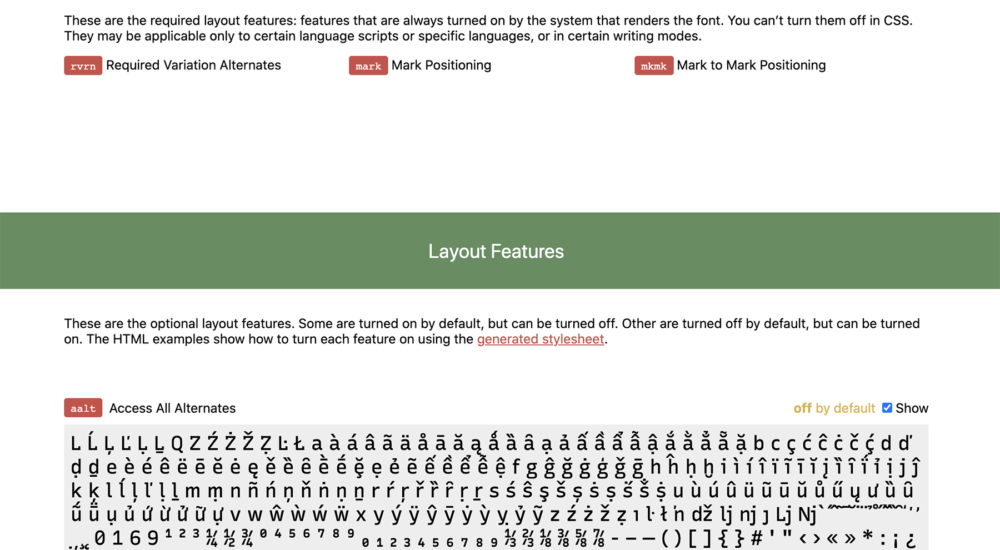 These are the required layout features: features that are always turned on by the system that renders the font. You can’t turn them off in CSS.
They may be applicable only to certain language scripts or specific languages, or in certain writing modes.
rvrn Required Variation Alternates mark Mark Positioning mkmk Mark to Mark Positioning
Layout Features
These are the optional layout features. Some are turned on by default, but can be turned off. Other are turned off by default, but can be turned
on. The HTML examples show how to turn each feature on using the generated stylesheet.
aalt Access All Alternates off by default Show
L Ĺ Ļ Ľ Ḷ Ḻ Q Z Ź Ż Ž Ẓ Ŀ Ł a à á â ã ä å ā ă ą ǻ ȁ ȃ ạ ả ấ ầ ẩ ẫ ậ ắ ằ ẳ ẵ ặ b c ç ć ĉ ċ č d ď
ḍ ḏ e è é ê ë ē ĕ ė ę ě ȅ ȇ ẹ ẻ ẽ ế ề ể ễ ệ f g ĝ ğ ġ ģ ǧ ḡ h ĥ ḥ ḫ i ì í î ï ĩ ī ĭ į ȉ ȋ ỉ ị j ĵ
k ķ l ĺ ļ ľ ḷ ḻ m ṃ n ñ ń ņ ň ṅ ṇ ṉ r ŕ ŗ ř ȑ ȓ ṛ ṟ s ś ŝ ş š ș u ù ú û ü ũ ū ŭ ů ű ų ư ȕ ȗ
ụ ủ ứ ừ ử ữ ự v w ŵ ẁ ẃ ẅ x y ý ÿ ŷ ȳ ẏ ỳ ỵ ỷ ỹ z ź ż ž ẓ ı ŀ ł ŉ dž lj nj ȷ Lj Nj
0 1 6 9 ¹ ² ³ ¼ ½ ¾ ⁰ ⁴ ⁵ ⁶ ⁷ ⁸ ⁹ ₀ ₁ ₂ ₃ ₄ ₅ ₆ ₇ ₈ ₉ ⅓ ⅔ ⅛ ⅜ ⅝ ⅞ - – — ( ) [ ] { } # ' " ‹ › « » * : ¡ ¿